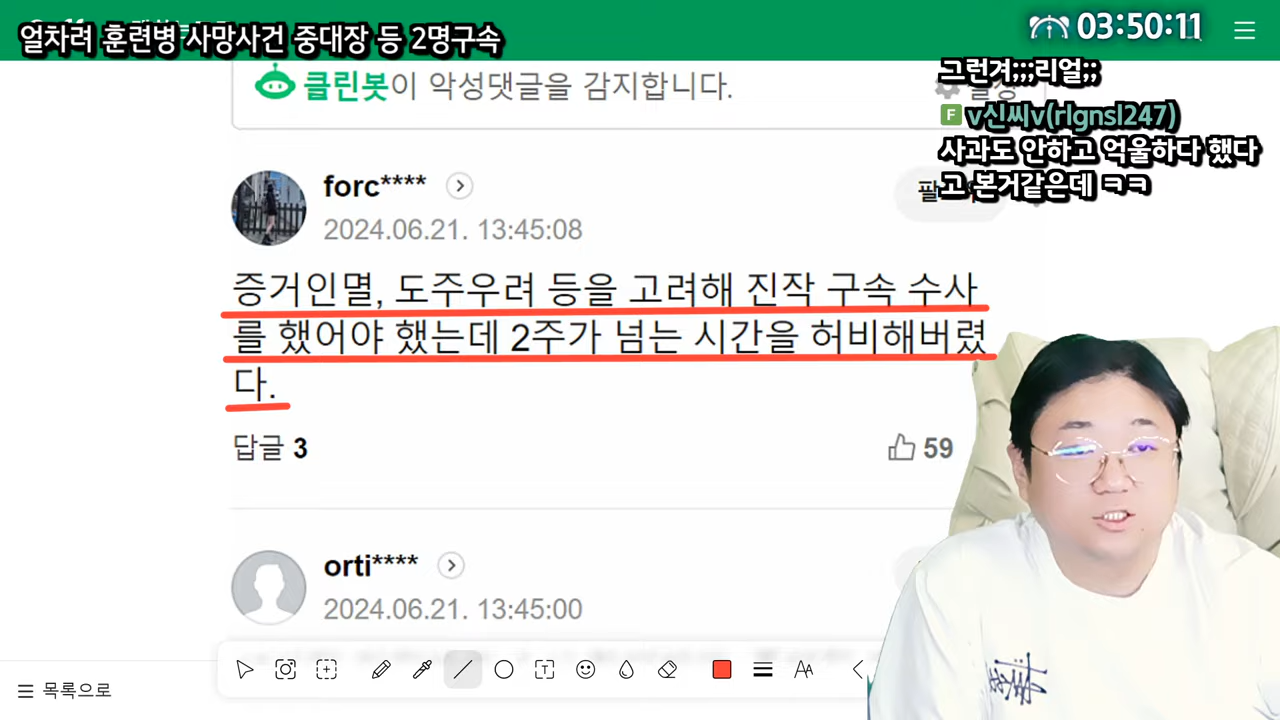 얼차려 훈련병 사망사건 중대장 등 2명구속
03:50:11
그런겨;;;리얼;;
클린봇이 악성댓글을 감지합니다.
설정
F v신씨v(rlgnsl247)
사과도 안하고 억울하다 했다
고 본거같은데 ㅋㅋ
forc****
2024.06.21. 13:45:08
증거인멸, 도주우려 등을 고려해 진작 구속 수사
를 했어야 했는데 2주가 넘는 시간을 허비해버렸
다.
답글 3
59
orti****
2024.06.21. 13:45:00
T
AA
목록으로